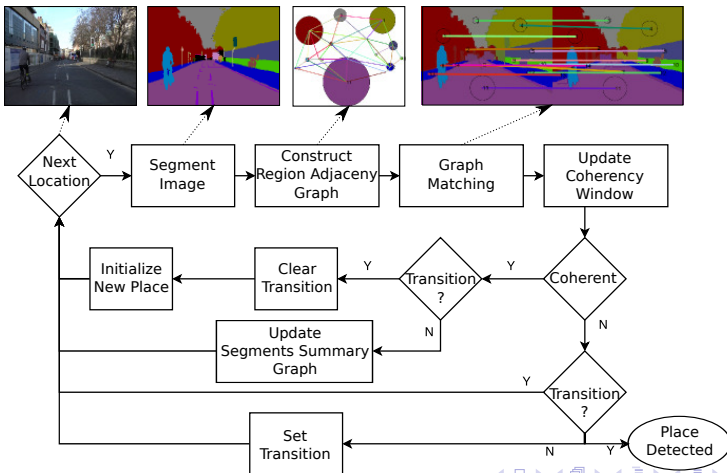 Next
Location
Y
Segment
Image
Construct
Region Adjaceny
Graph
Graph
Matching
Update
Coherency
Window
Initialize
New Place
Clear
Transition
Y
Transition
?
Y
Coherent
N
N
Update
Segments Summary
Graph
Y
Transition
?
Set
Transition
N
Y
Place
Detected